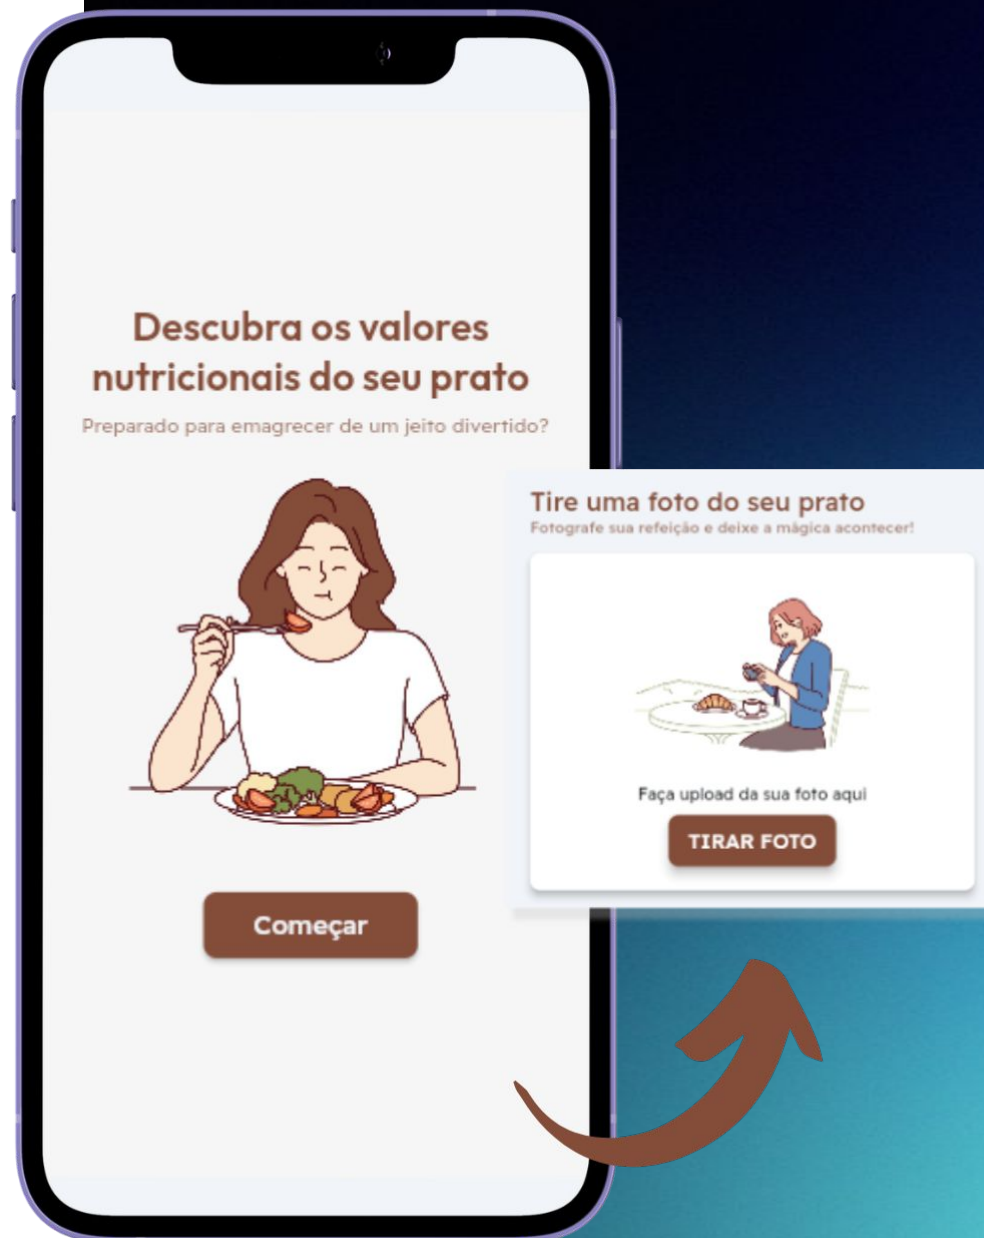 Descubra os valores
nutricionais do seu prato
Preparado para emagrecer de um jeito divertido?
Começar
Tire uma foto do seu prato
Fotografe sua refeição e deixe a mágica acontecer!
Faça upload da sua foto aqui
TIRAR FOTO